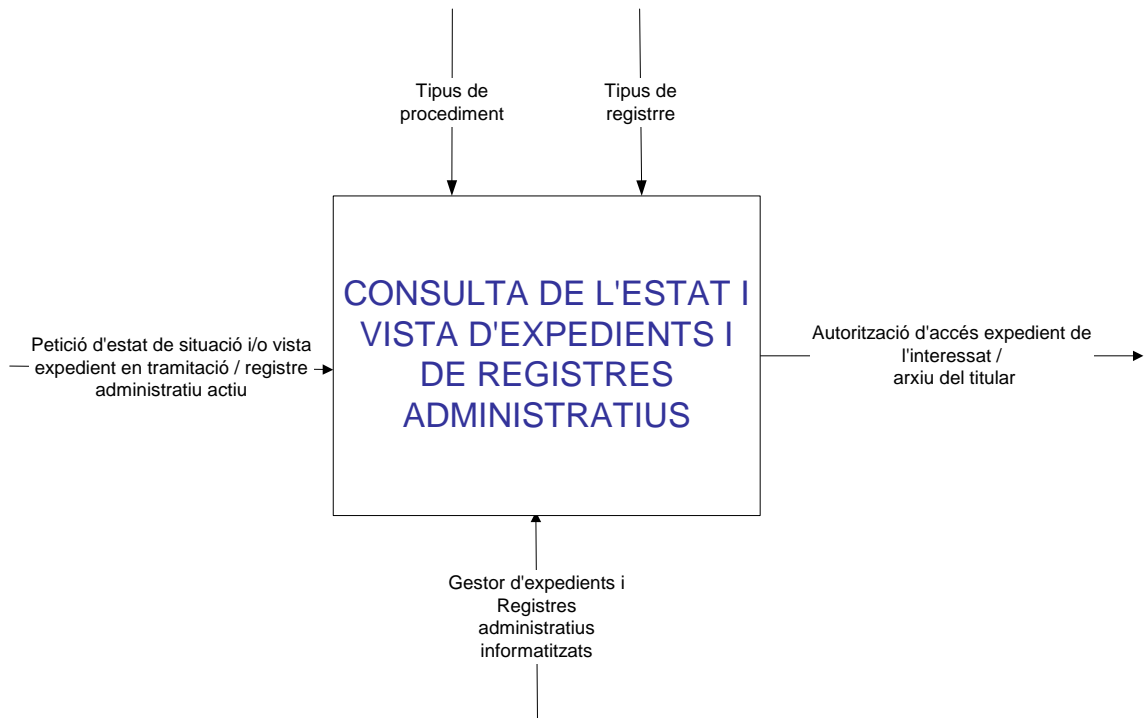 Tipus de
procediment
Tipus de
registrre
CONSULTA DE L'ESTAT I
VISTA D'EXPEDIENTS I
DE REGISTRES
ADMINISTRATIUS
Petició d'estat de situació i/o vista
expedient en tramitació / registre
administratiu actiu
Autorització d'accés expedient de
l'interessat /
arxiu del titular
Gestor d'expedients i
Registres
administratius
informatitzats